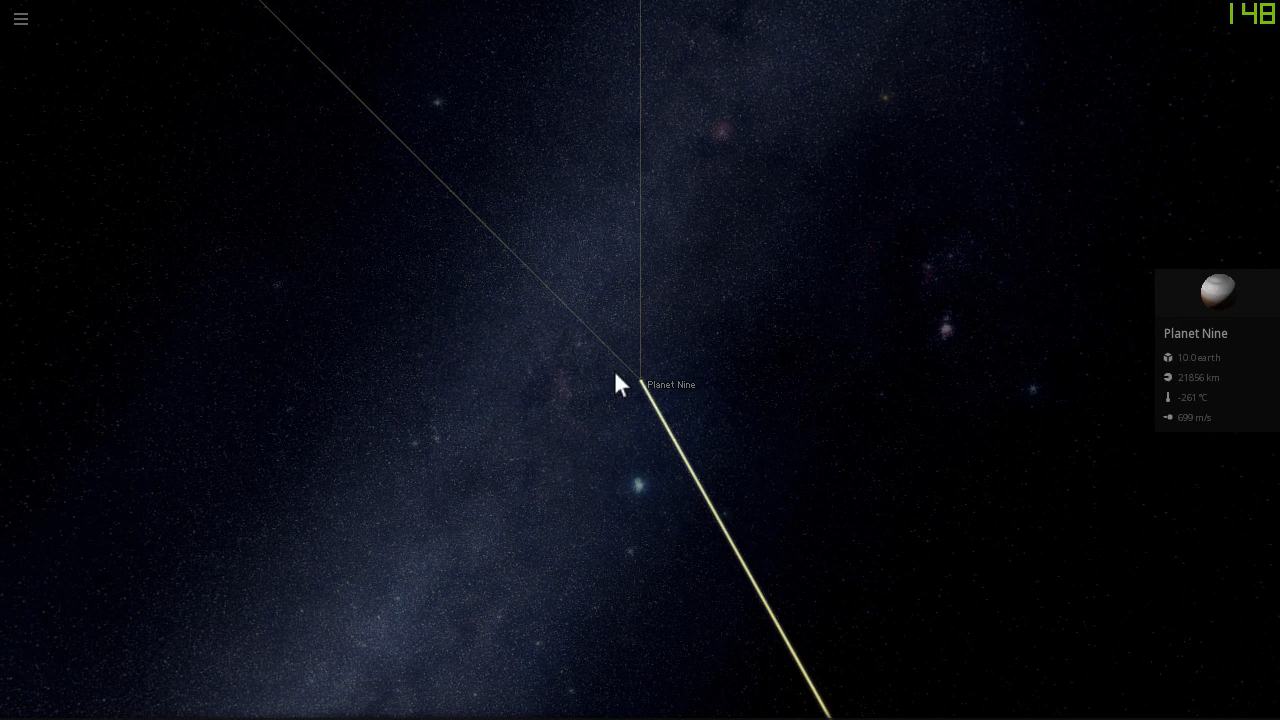 148
Planet Nine
Planet Nine
10.0 earth
21856 km
-261 °C
699 m/s